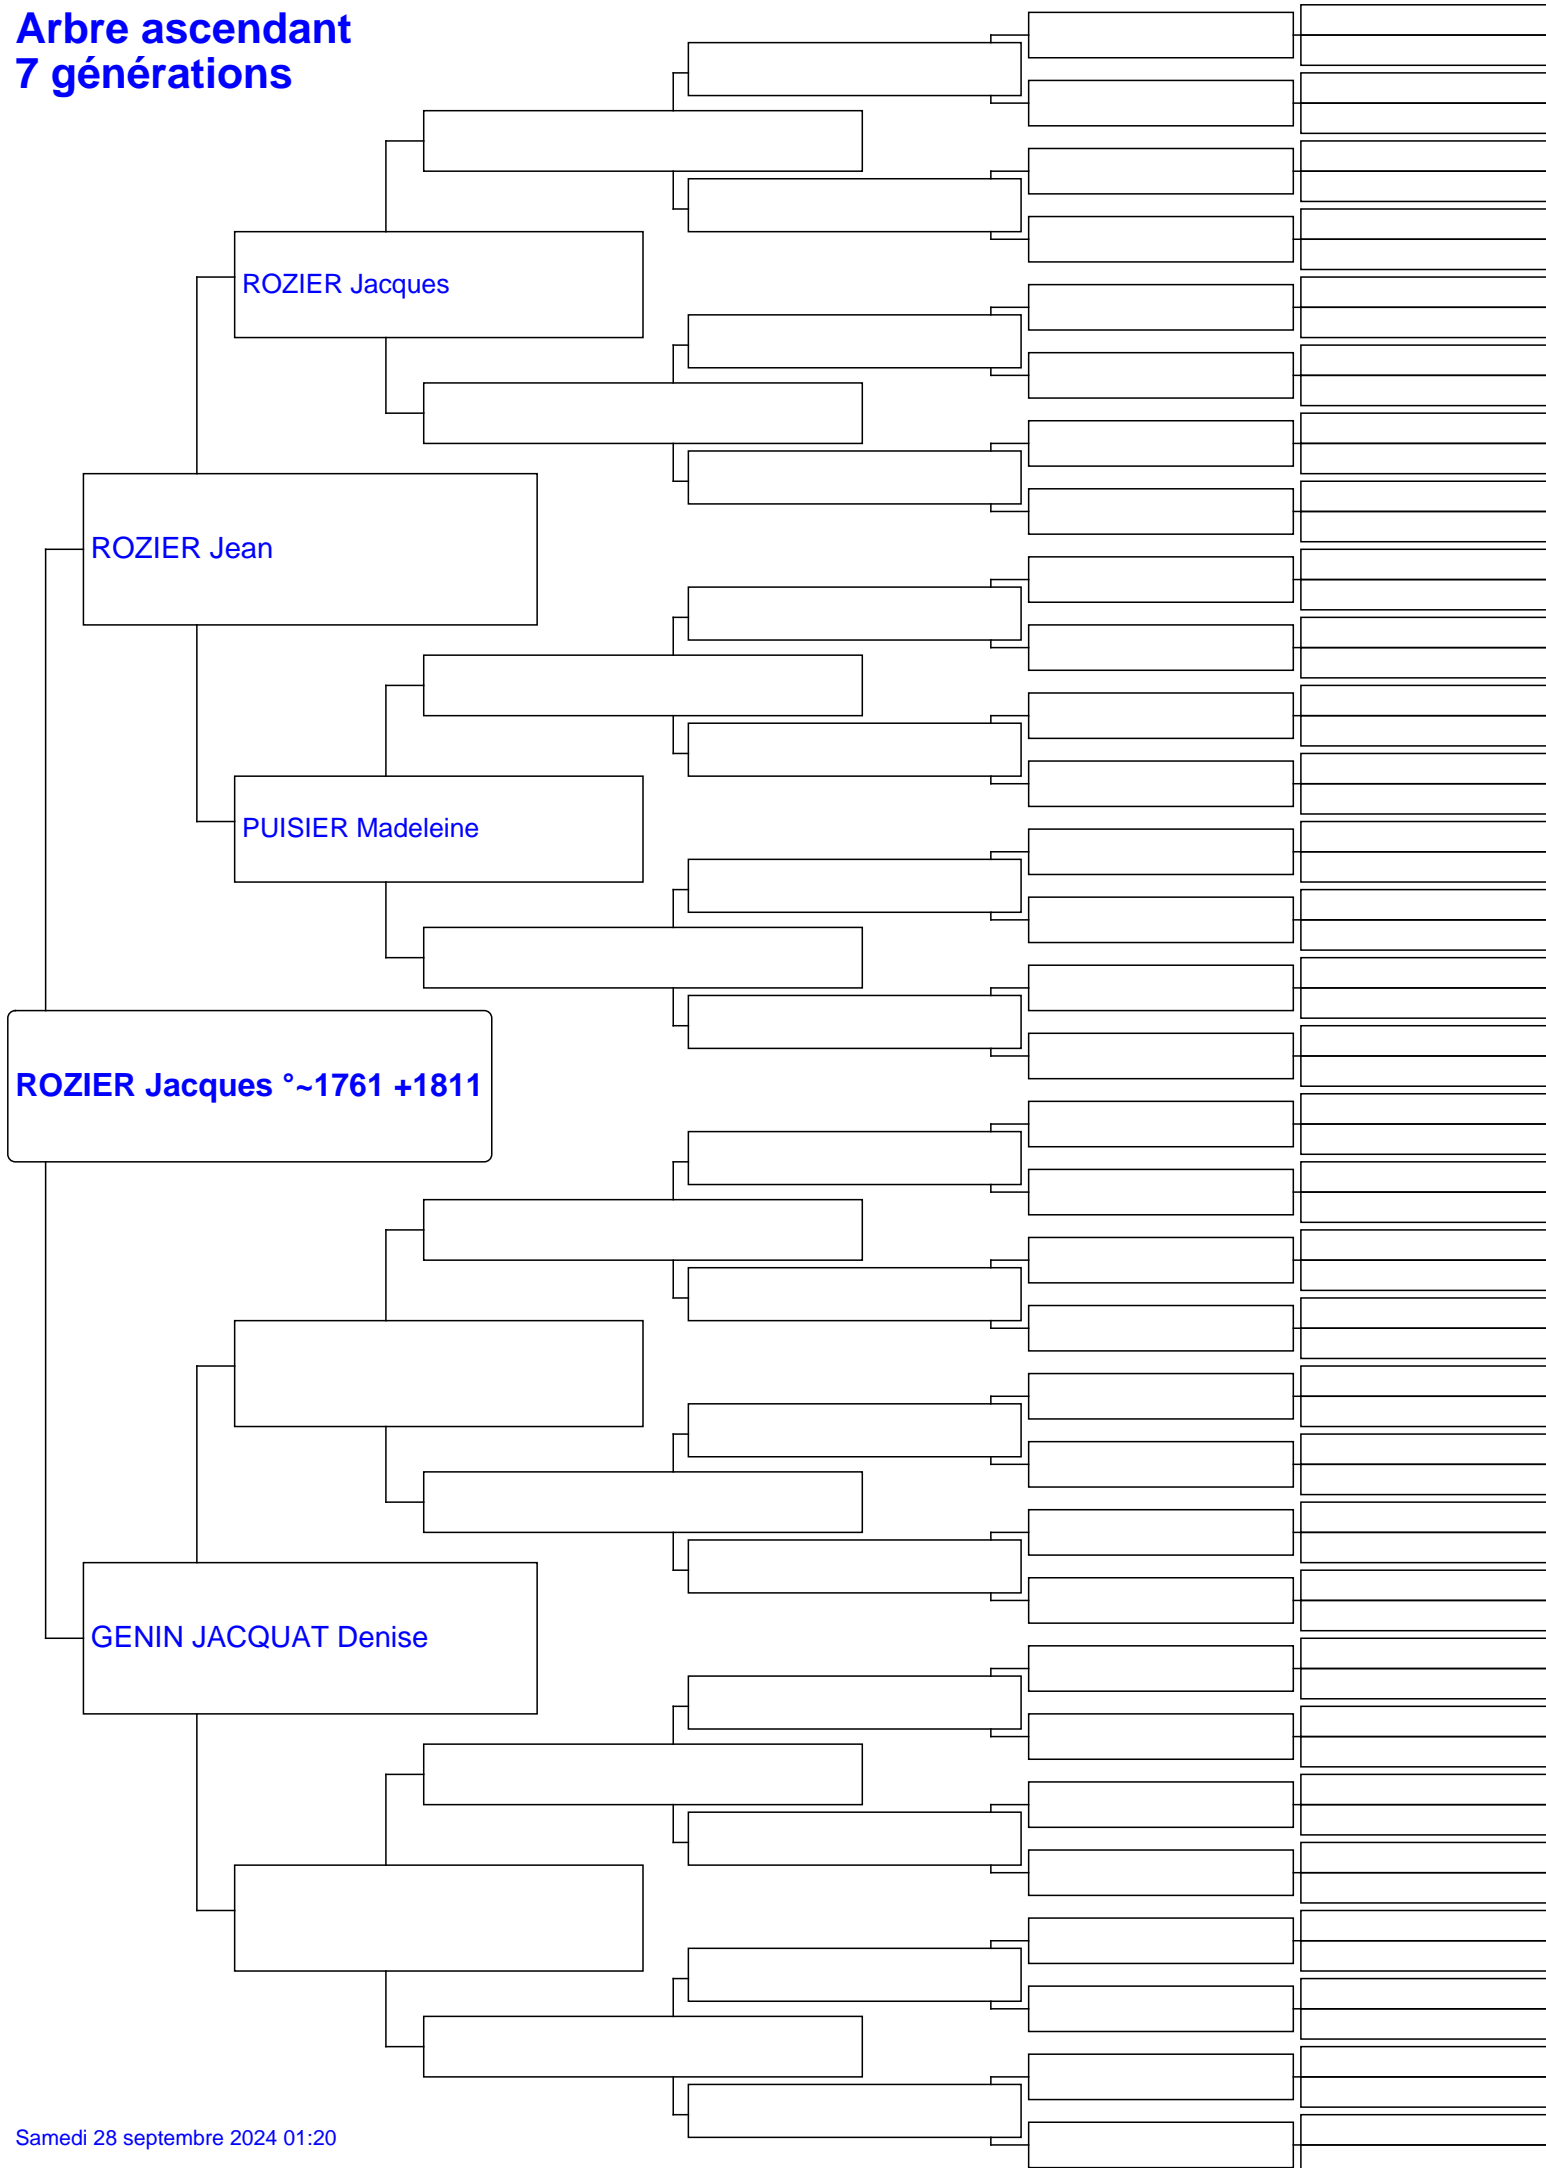 Arbre ascendant
7 générations
ROZIER Jacques
ROZIER Jean
PUISIER Madeleine
ROZIER Jacques °~1761 +1811
GENIN JACQUAT Denise
Samedi 28 septembre 2024 01:20